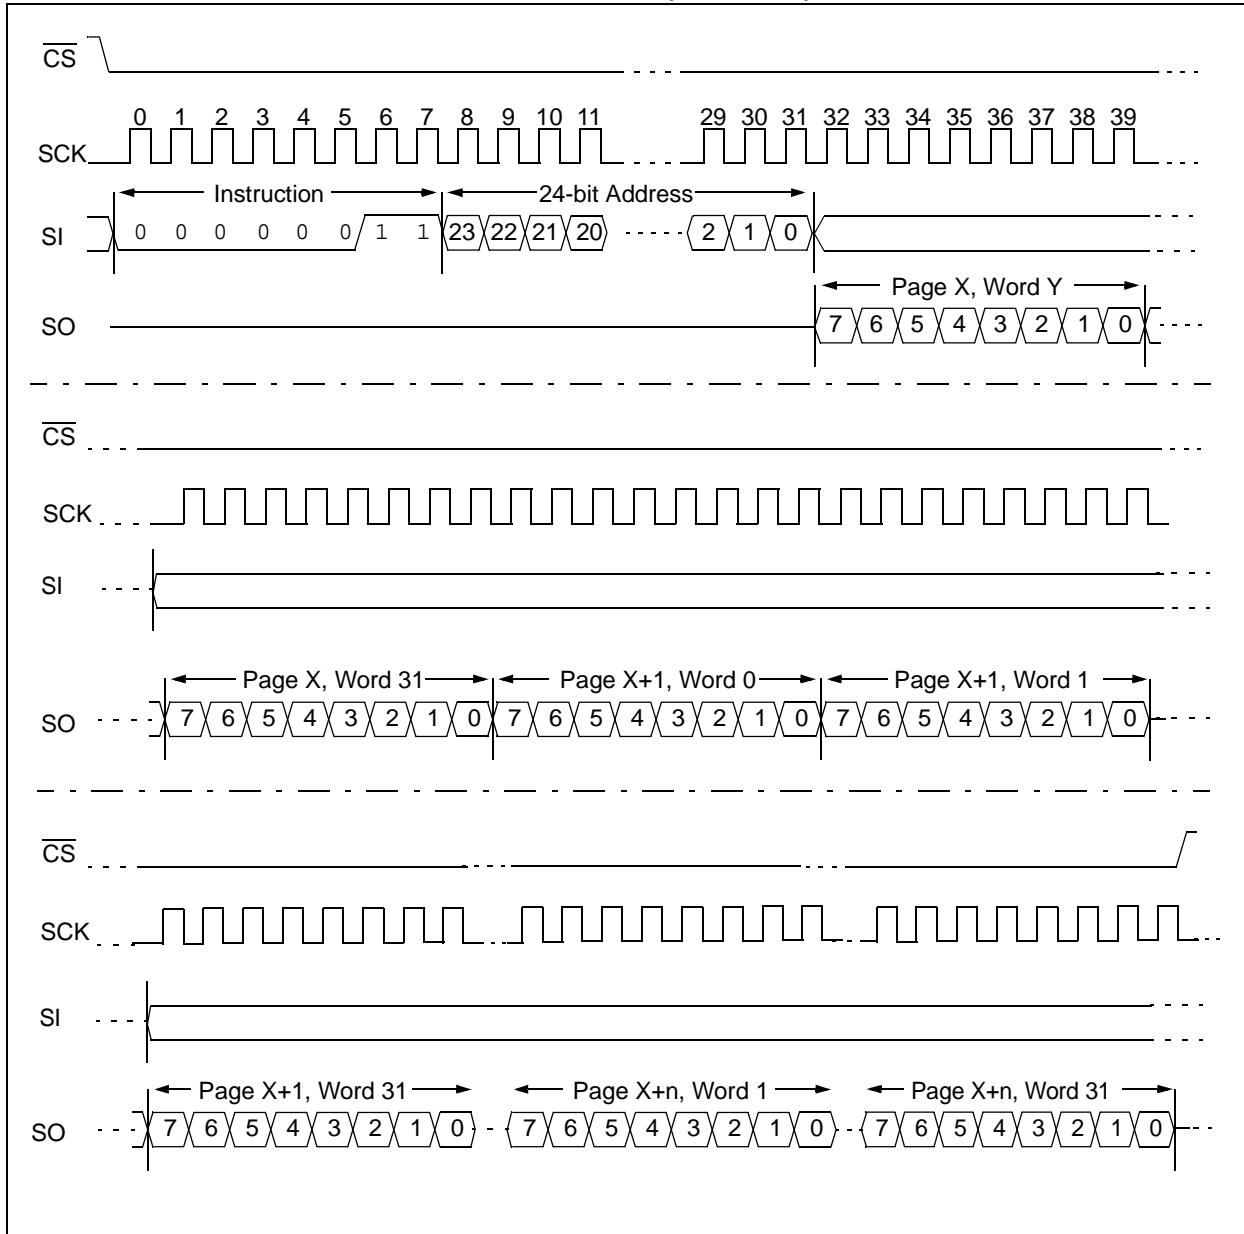 CS
0 1 2 3 4 5 6 7 8 9 10 11 29 30 31 32 33 34 35 36 37 38 39
SCK
Instruction 24-bit Address
SI 0 0 0 0 0 0 1 1 23 22 21 20 2 1 0
Page X, Word Y
SO 7 6 5 4 3 2 1 0
CS
SCK
SI
Page X, Word 31 Page X+1, Word 0 Page X+1, Word 1
SO 7 6 5 4 3 2 1 0 7 6 5 4 3 2 1 0 7 6 5 4 3 2 1 0
CS
SCK
SI
Page X+1, Word 31 Page X+n, Word 1 Page X+n, Word 31
SO 7 6 5 4 3 2 1 0 7 6 5 4 3 2 1 0 7 6 5 4 3 2 1 0